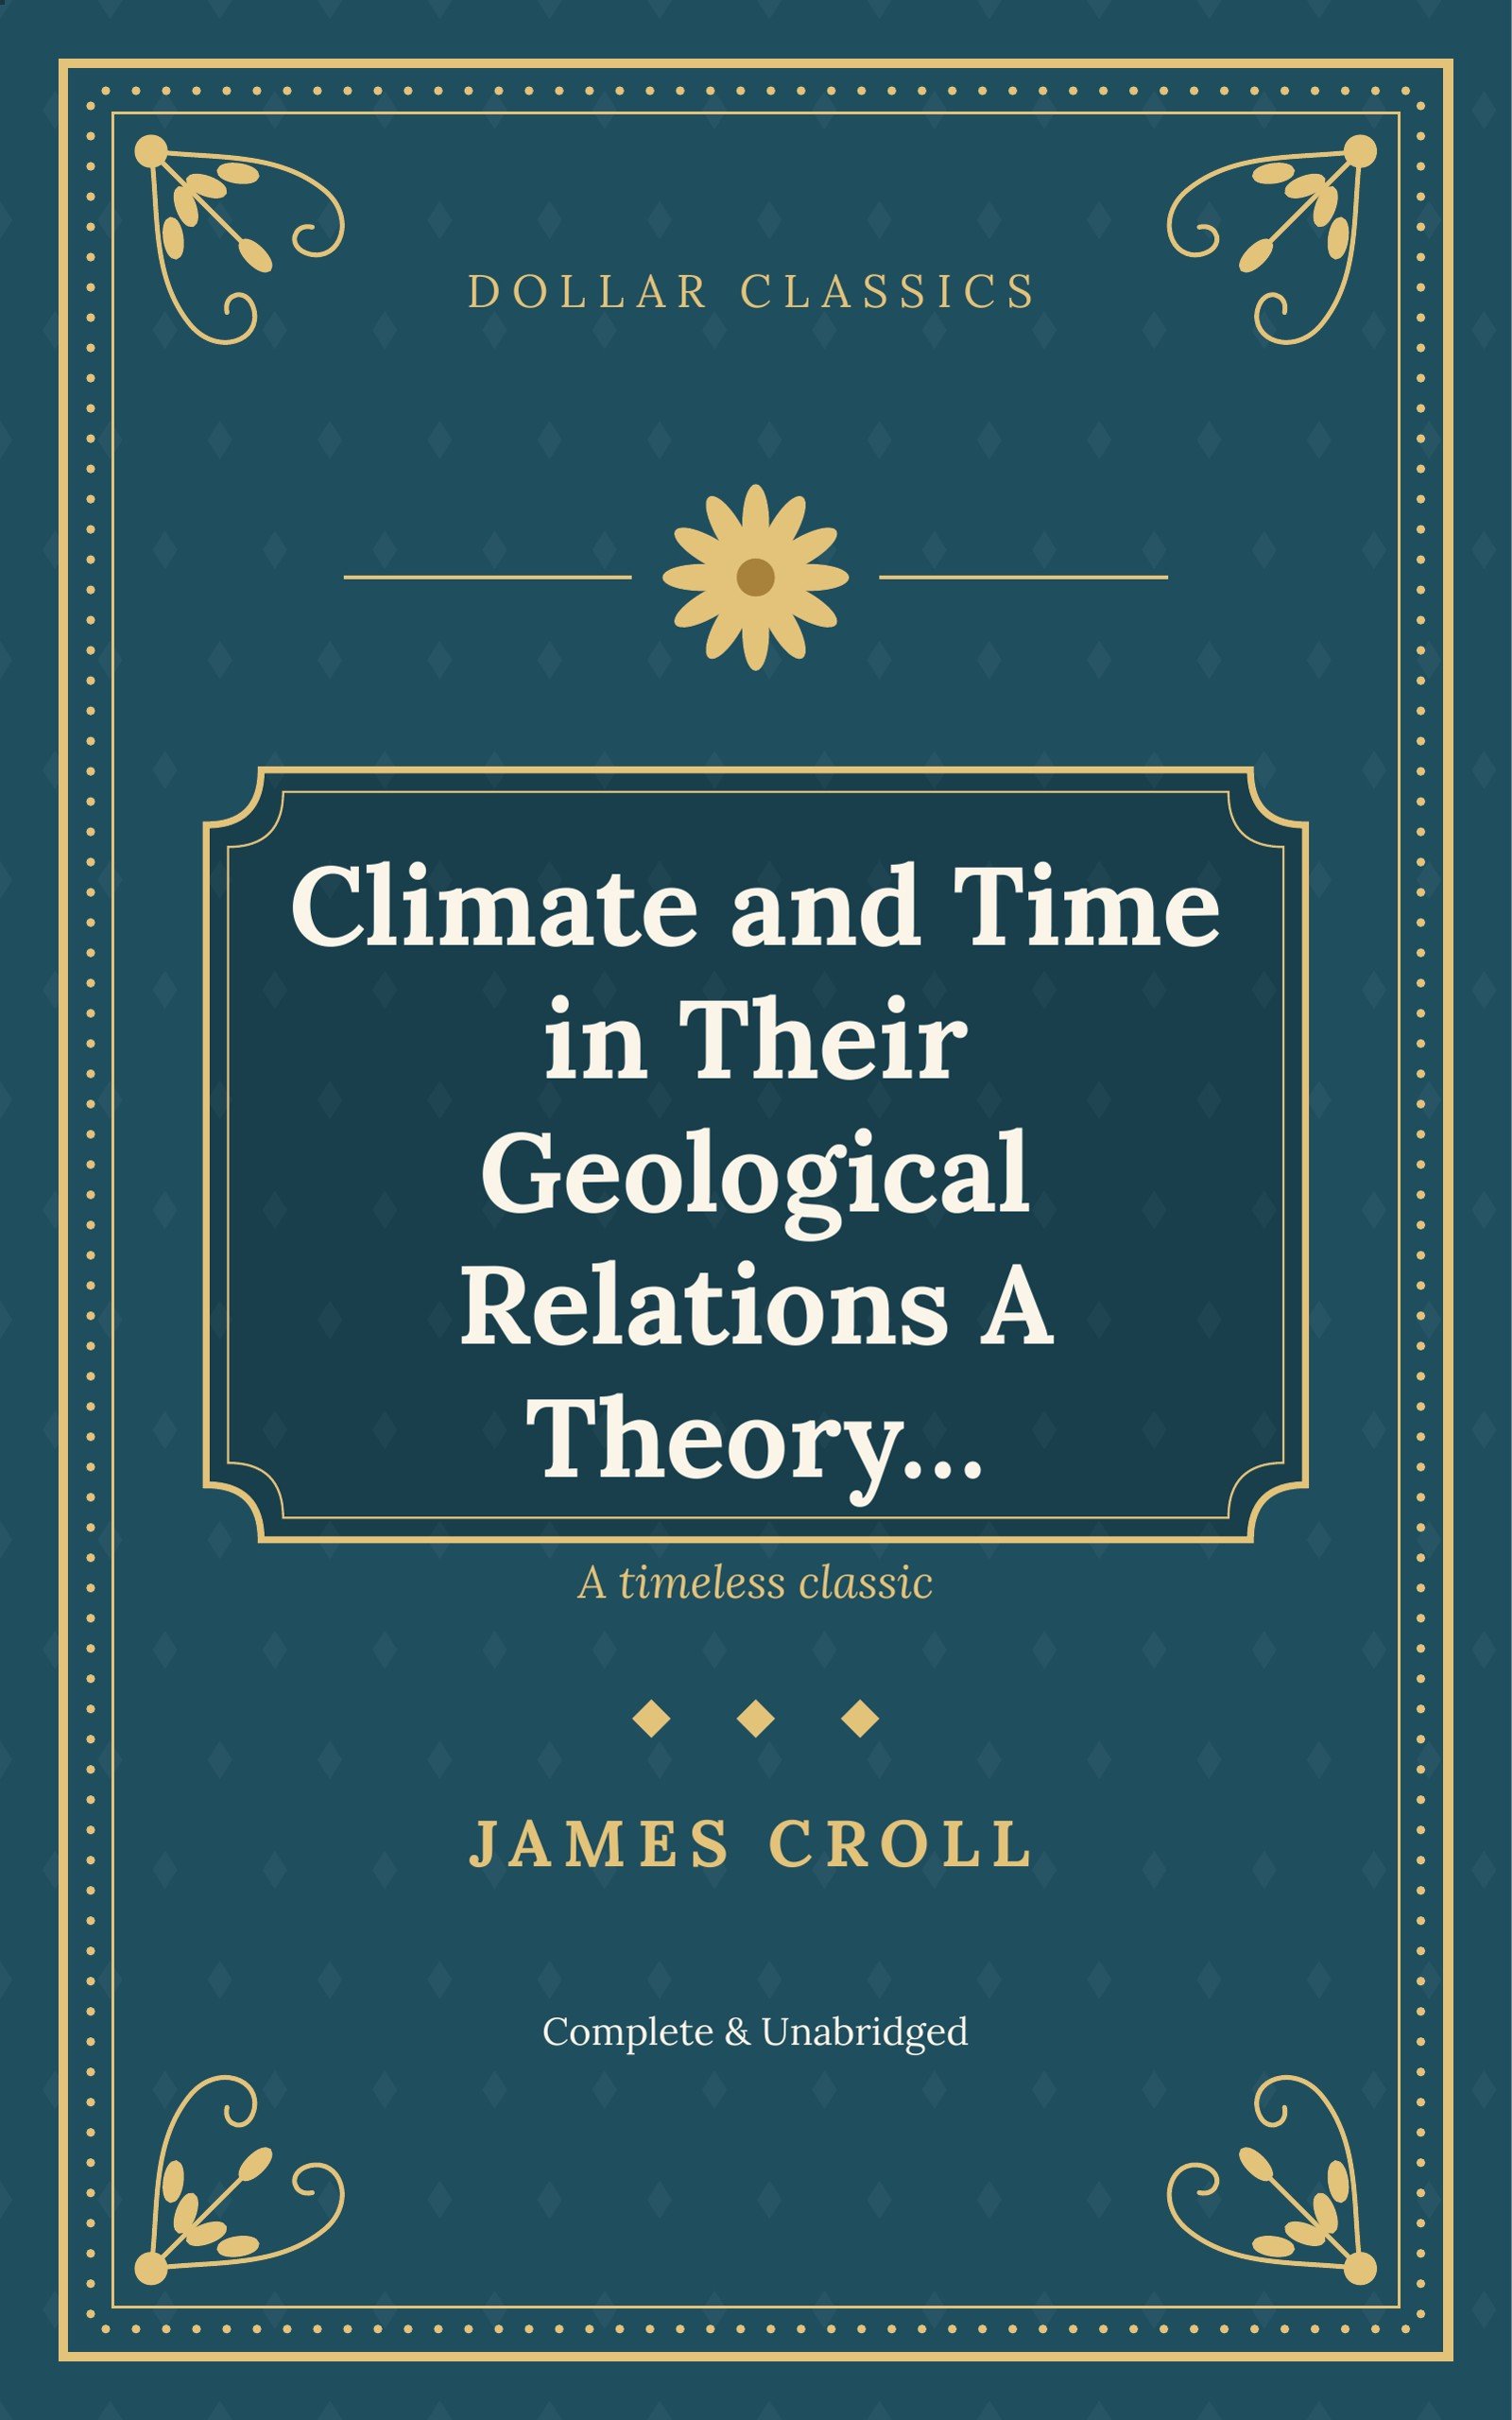 DOLLAR CLASSICS
Climate and Time
in Their
Geological
Relations A
Theory...
A timeless classic
JAMES CROLL
Complete & Unabridged